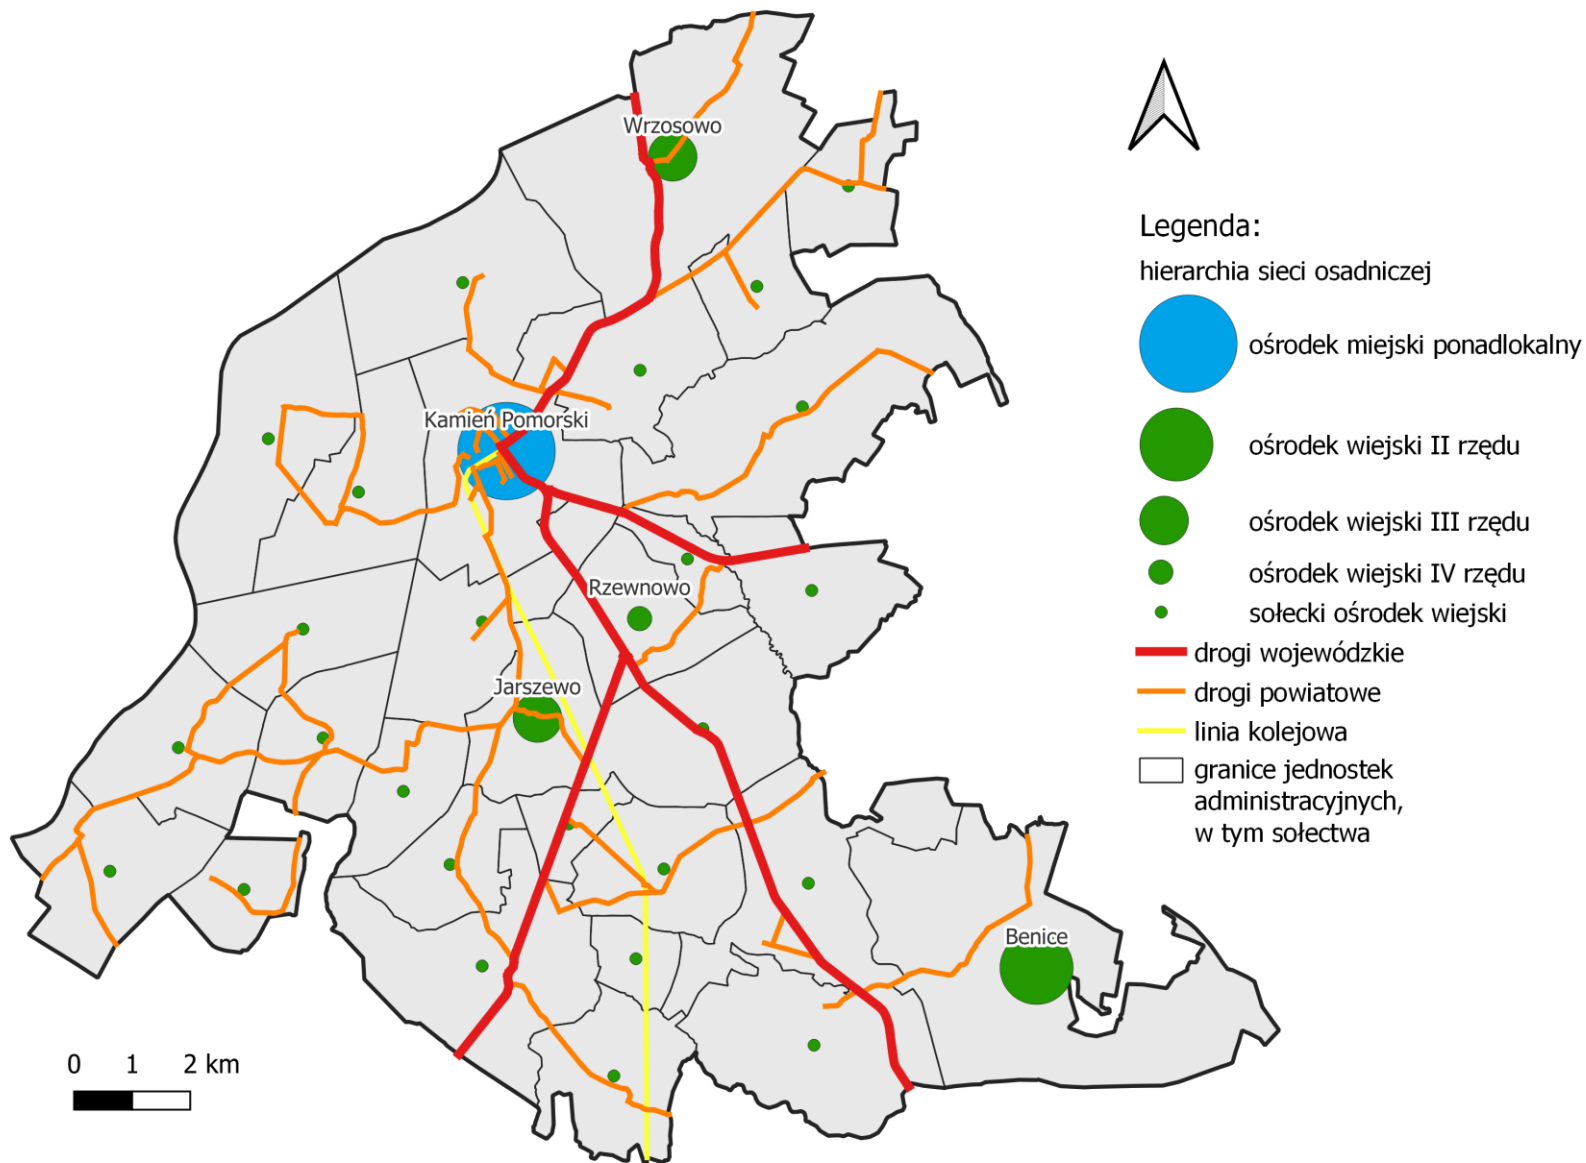 Wrzosowo
Kamień Pomorski
Rzewnowo
Jarszewo
Benice
0 1 2 km
Legenda:
hierarchia sieci osadniczej
ośrodek miejski ponadlokalny
ośrodek wiejski II rzędu
ośrodek wiejski III rzędu
ośrodek wiejski IV rzędu
sołecki ośrodek wiejski
drogi wojewódzkie
drogi powiatowe
linia kolejowa
granice jednostek
administracyjnych,
w tym sołectwa